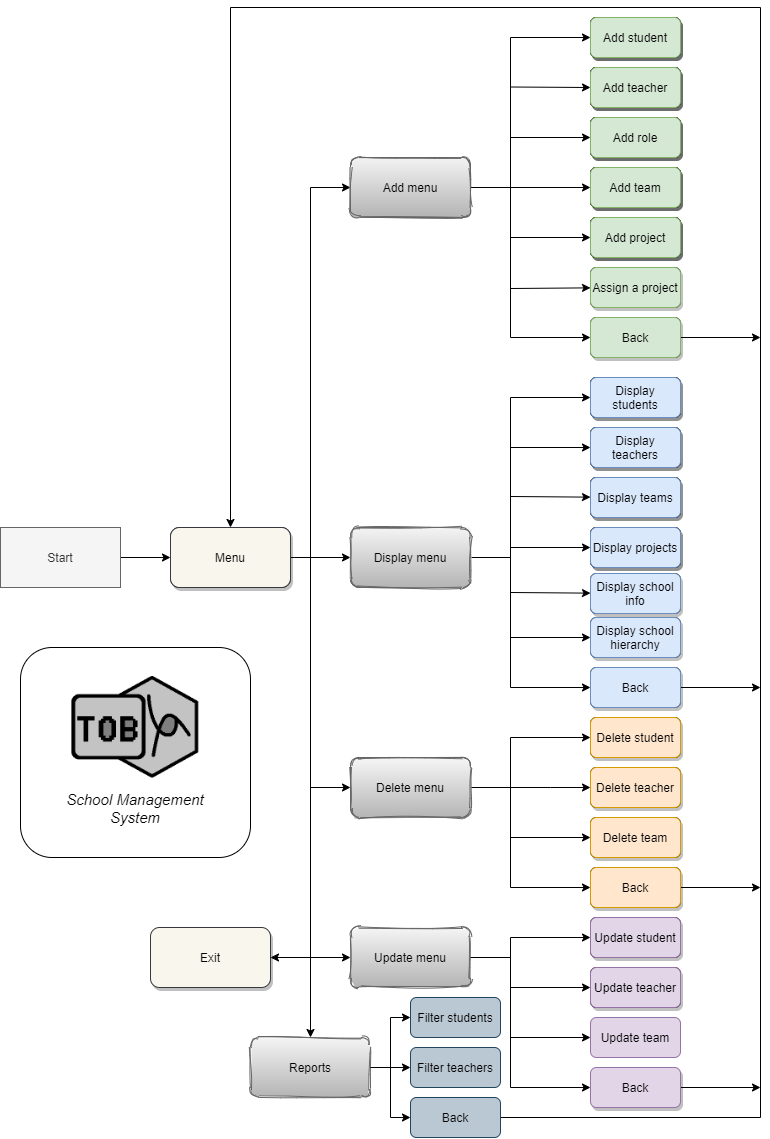 Add student
Add teacher
Add role
Add menu
Add team
Add project
Assign a project
Back
Display
students
Display
teachers
Display teams
Start
Menu
Display menu
Display projects
Display school
info
Display school
hierarchy
Back
TOB
School Management
System
Delete student
Delete menu
Delete teacher
Delete team
Back
Exit
Update menu
Update student
Update teacher
Filter students
Update team
Reports
Filter teachers
Back
Back